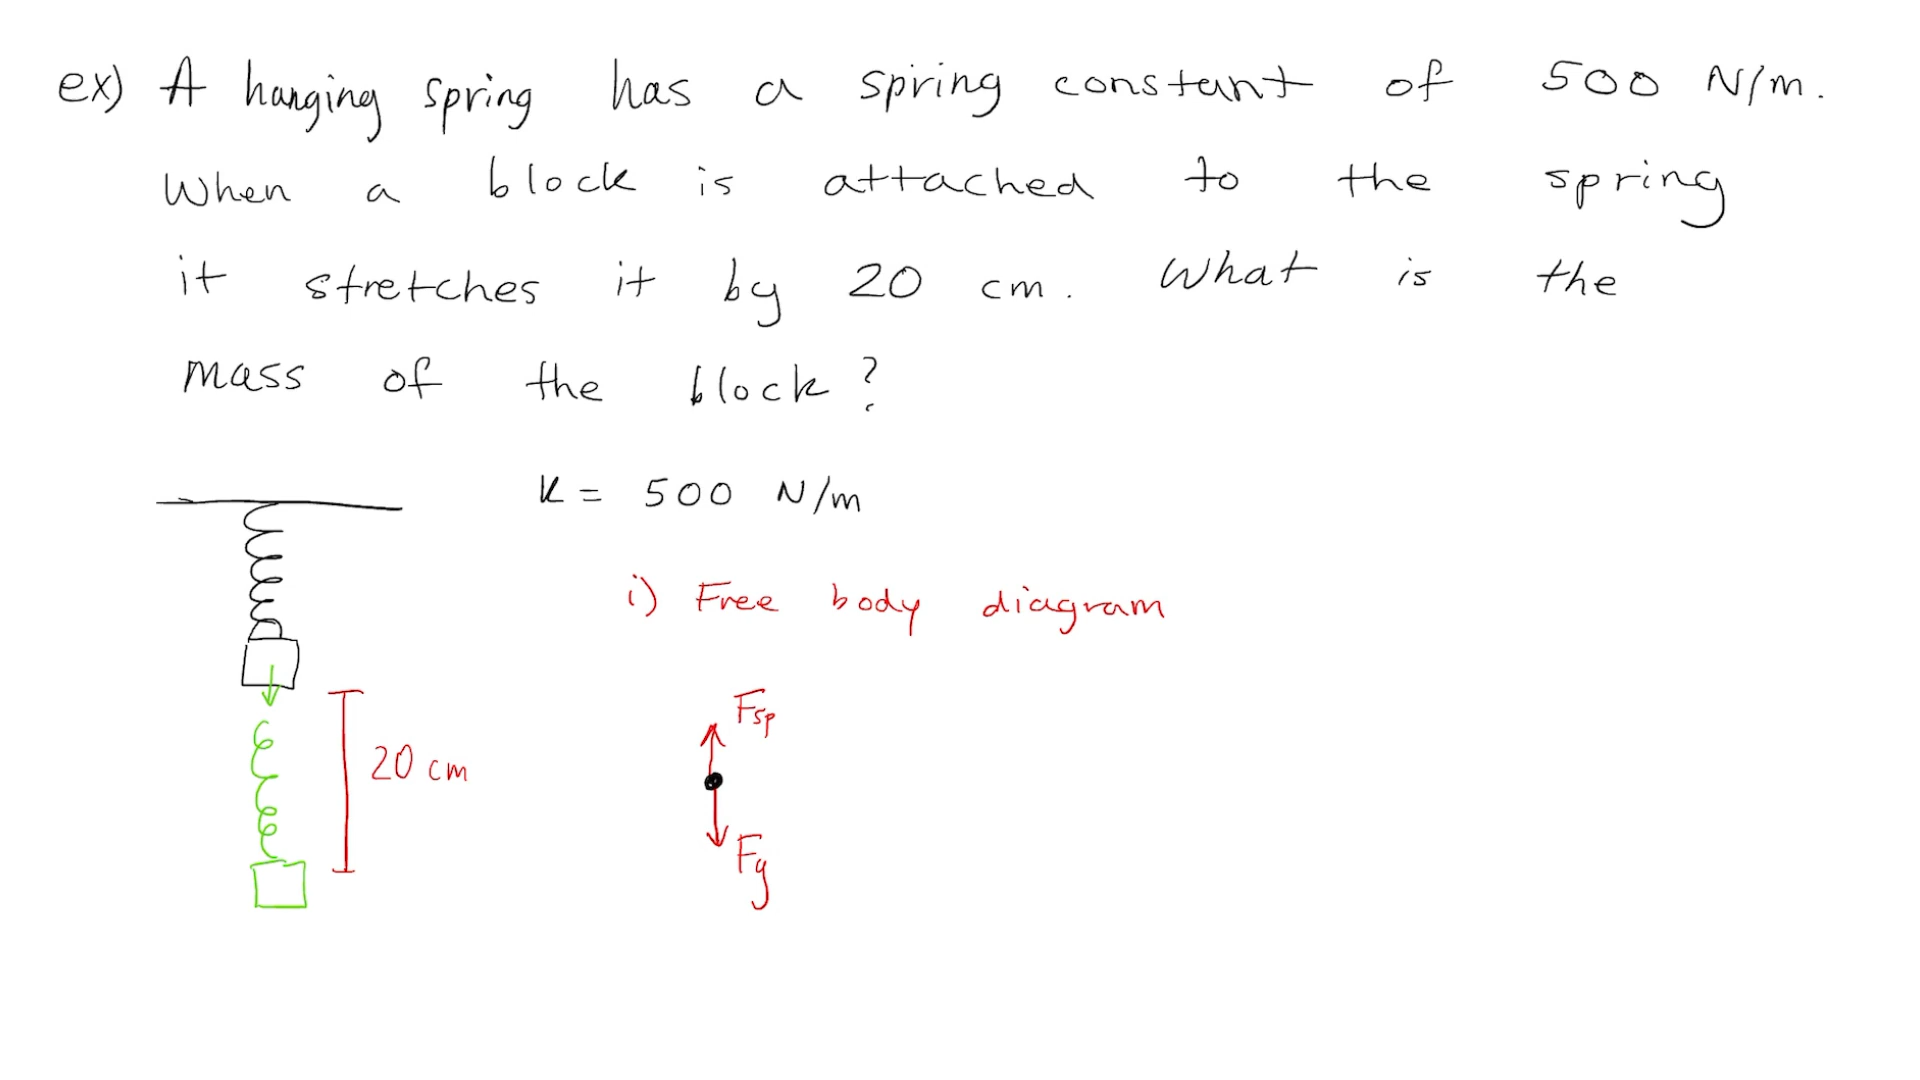 ex) A hanging spring has a spring constant of 500 N/m.
When a block is attached to the spring
it stretches it by 20 cm. What is the
mass of the block?
K = 500 N/m
i) Free body diagram
Fsp
20 cm
Fg